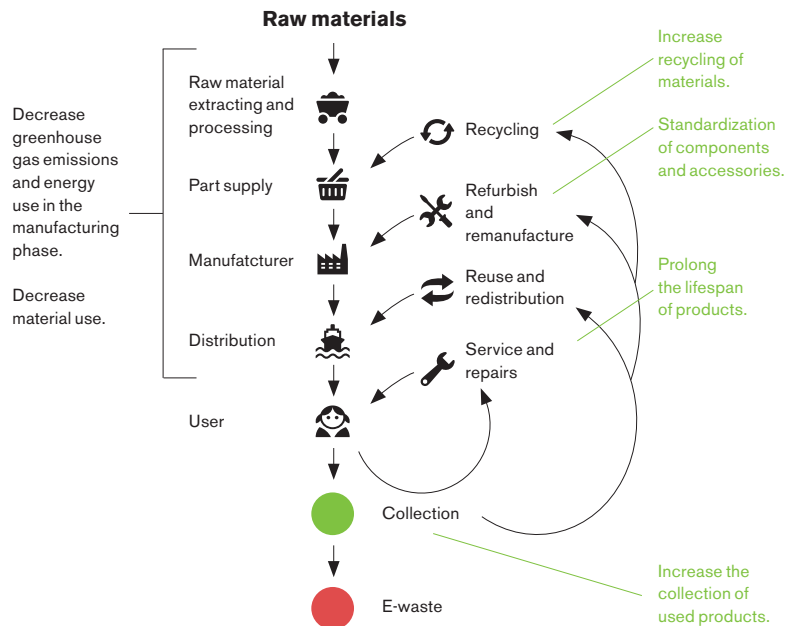 Raw materials
Decrease
greenhouse
gas emissions
and energy
use in the
manufacturing
phase.
Decrease
material use.
Raw material
extracting and
processing
Part supply
Manufatcturer
Distribution
User
Recycling
Refurbish
and
remanufacture
Reuse and
redistribution
Service and
repairs
Collection
E-waste
Increase
recycling of
materials.
Standardization
of components
and accessories.
Prolong
the lifespan
of products.
Increase the
collection of
used products.